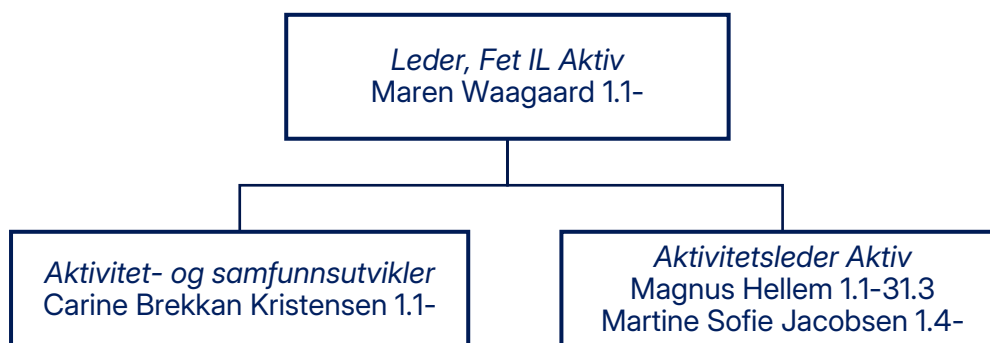 Leder, Fet IL Aktiv
Maren Waagaard 1.1-
Aktivitet- og samfunnsutvikler
Carine Brekkan Kristensen 1.1-
Aktivitetsleder Aktiv
Magnus Hellem 1.1-31.3
Martine Sofie Jacobsen 1.4-